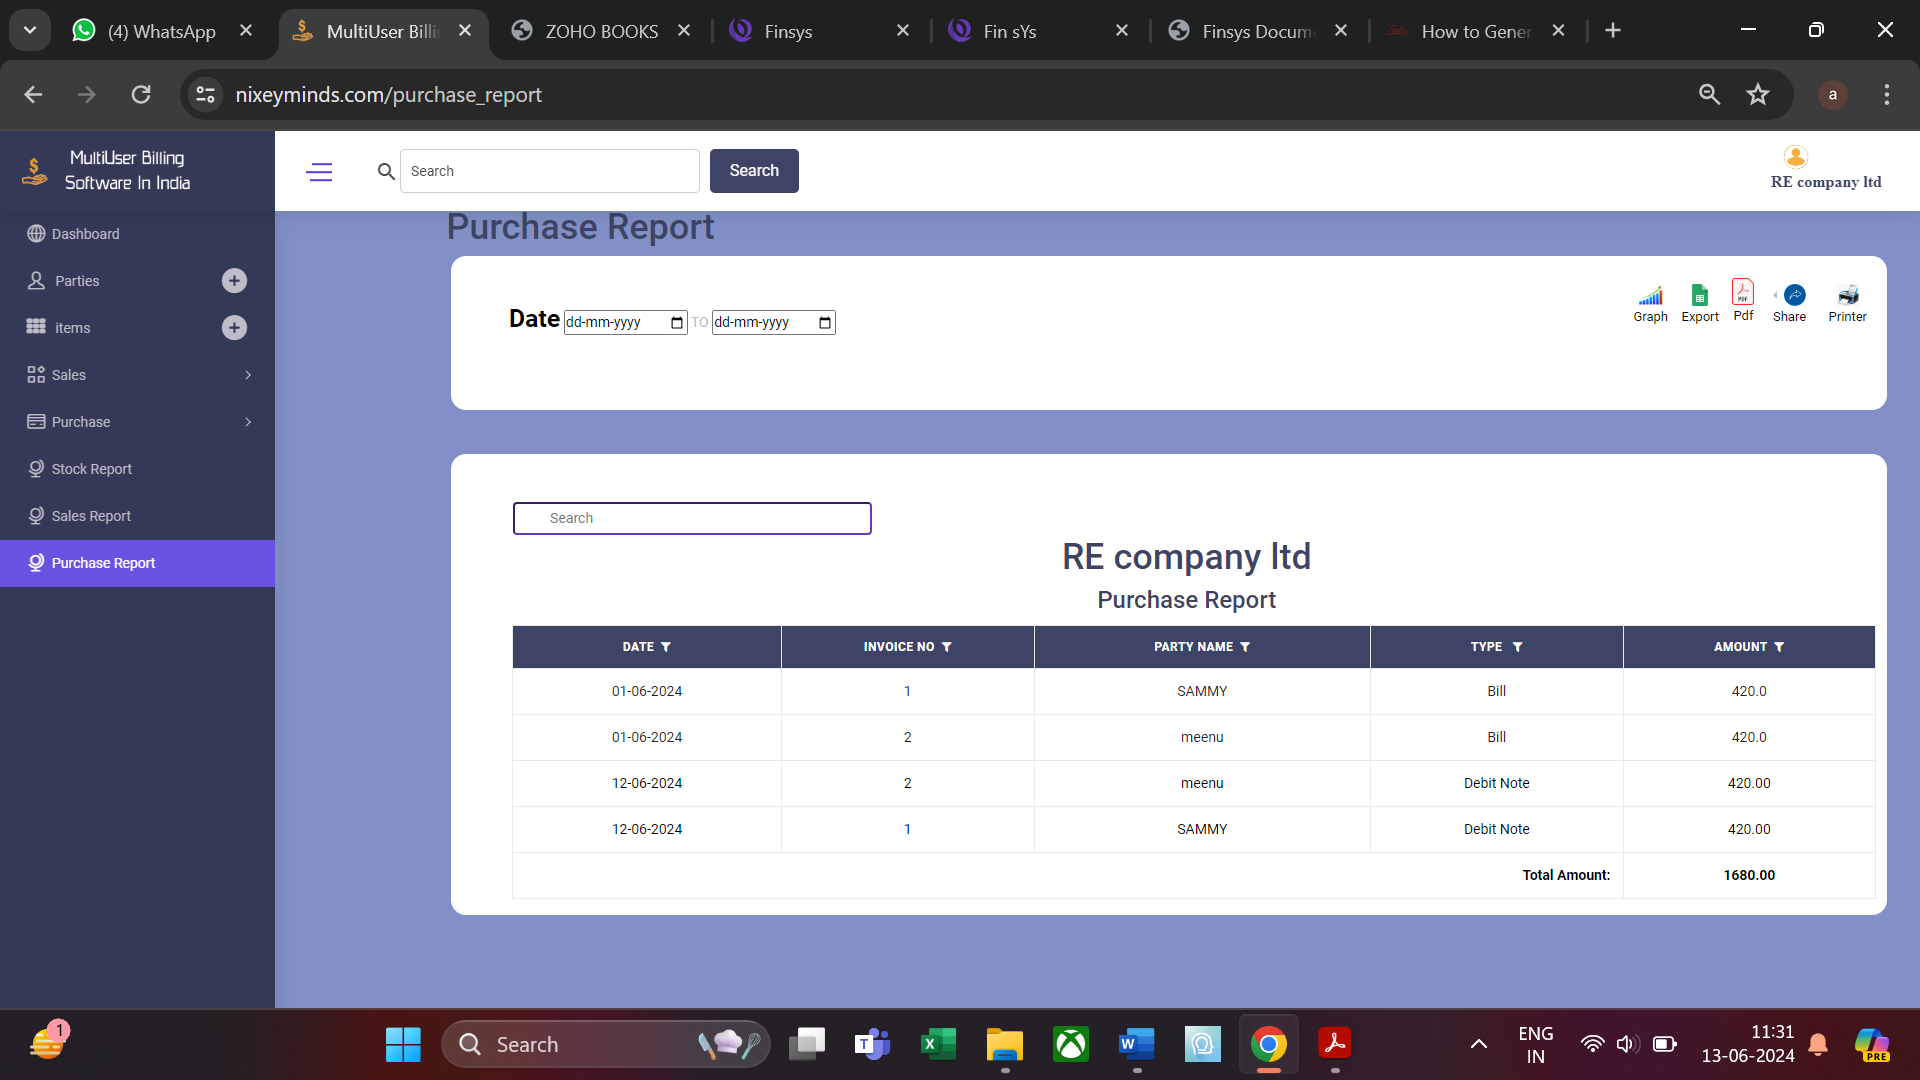 (4) WhatsApp
MultiUser Billi
ZOHO BOOKS
Finsys
Fin sYs
Finsys Docum
How to Gener
nixeyminds.com/purchase_report
a
MultiUser Billing
Software In India
Search
Search
RE company ltd
Dashboard
Parties
items
Sales
Purchase
Stock Report
Sales Report
Purchase Report
Purchase Report
Date dd-mm-yyyy TO dd-mm-yyyy
PDF
Graph Export Pdf Share Printer
Search
RE company ltd
Purchase Report
DATE INVOICE NO PARTY NAME TYPE AMOUNT
01-06-2024 1 SAMMY Bill 420.0
01-06-2024 2 meenu Bill 420.0
12-06-2024 2 meenu Debit Note 420.00
12-06-2024 1 SAMMY Debit Note 420.00
Total Amount: 1680.00
1
Search
ENG
IN
11:31
13-06-2024
PRE